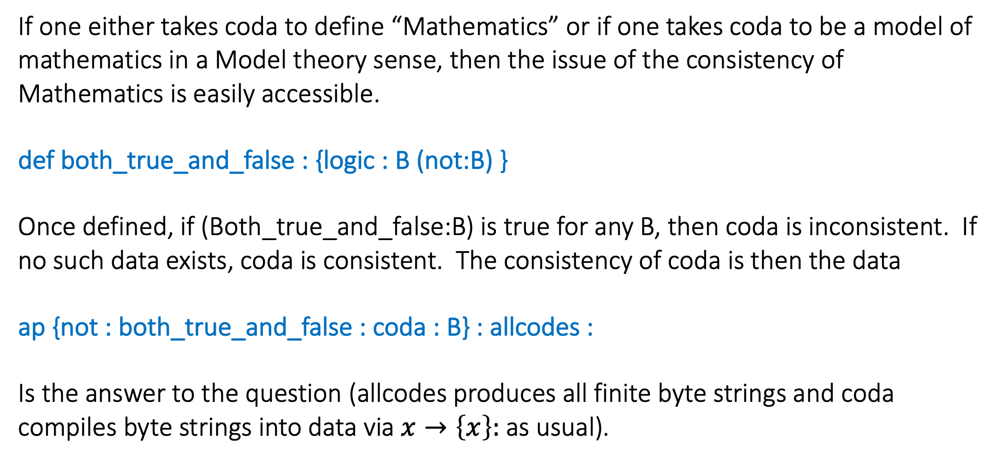 If one either takes coda to define “Mathematics” or if one takes coda to be a model of
mathematics in a Model theory sense, then the issue of the consistency of
Mathematics is easily accessible.
def both_true_and_false : {logic : B (not:B) }
Once defined, if (Both_true_and_false:B) is true for any B, then coda is inconsistent.  If
no such data exists, coda is consistent.  The consistency of coda is then the data
ap {not : both_true_and_false : coda : B} : allcodes :
Is the answer to the question (allcodes produces all finite byte strings and coda
compiles byte strings into data via x → {x}: as usual).